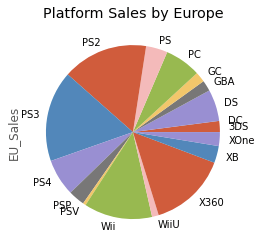 Platform Sales by Europe
EU_Sales
PS
PS2
PC
GC
GBA
DS
DC
3DS
XOne
XB
X360
WiiU
Wii
PSV
PSP
PS4
PS3